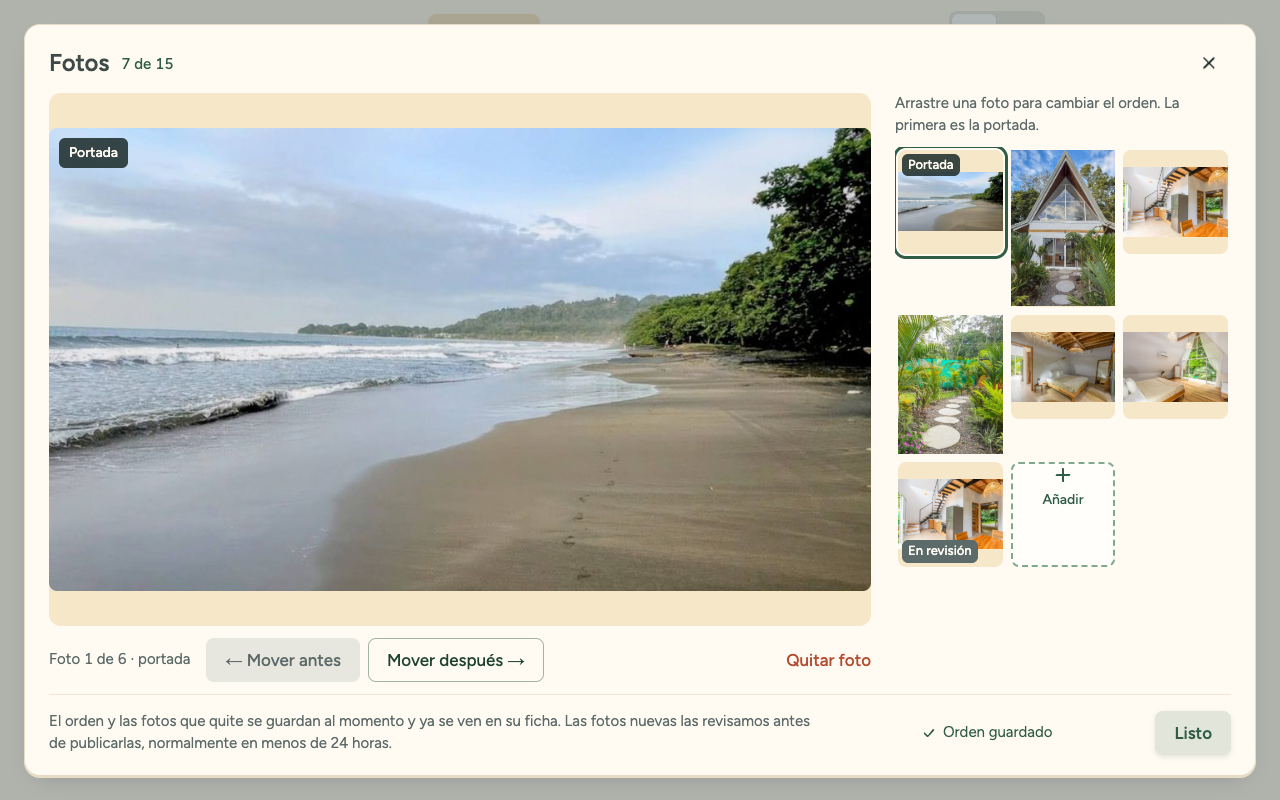 Fotos 7 de 15
Portada
Foto 1 de 6 · portada
← Mover antes
Mover después →
Quitar foto
Arrastre una foto para cambiar el orden. La
primera es la portada.
Portada
En revisión
+
Añadir
El orden y las fotos que quite se guardan al momento y ya se ven en su ficha. Las fotos nuevas las revisamos antes
de publicarlas, normalmente en menos de 24 horas.
✓ Orden guardado
Listo